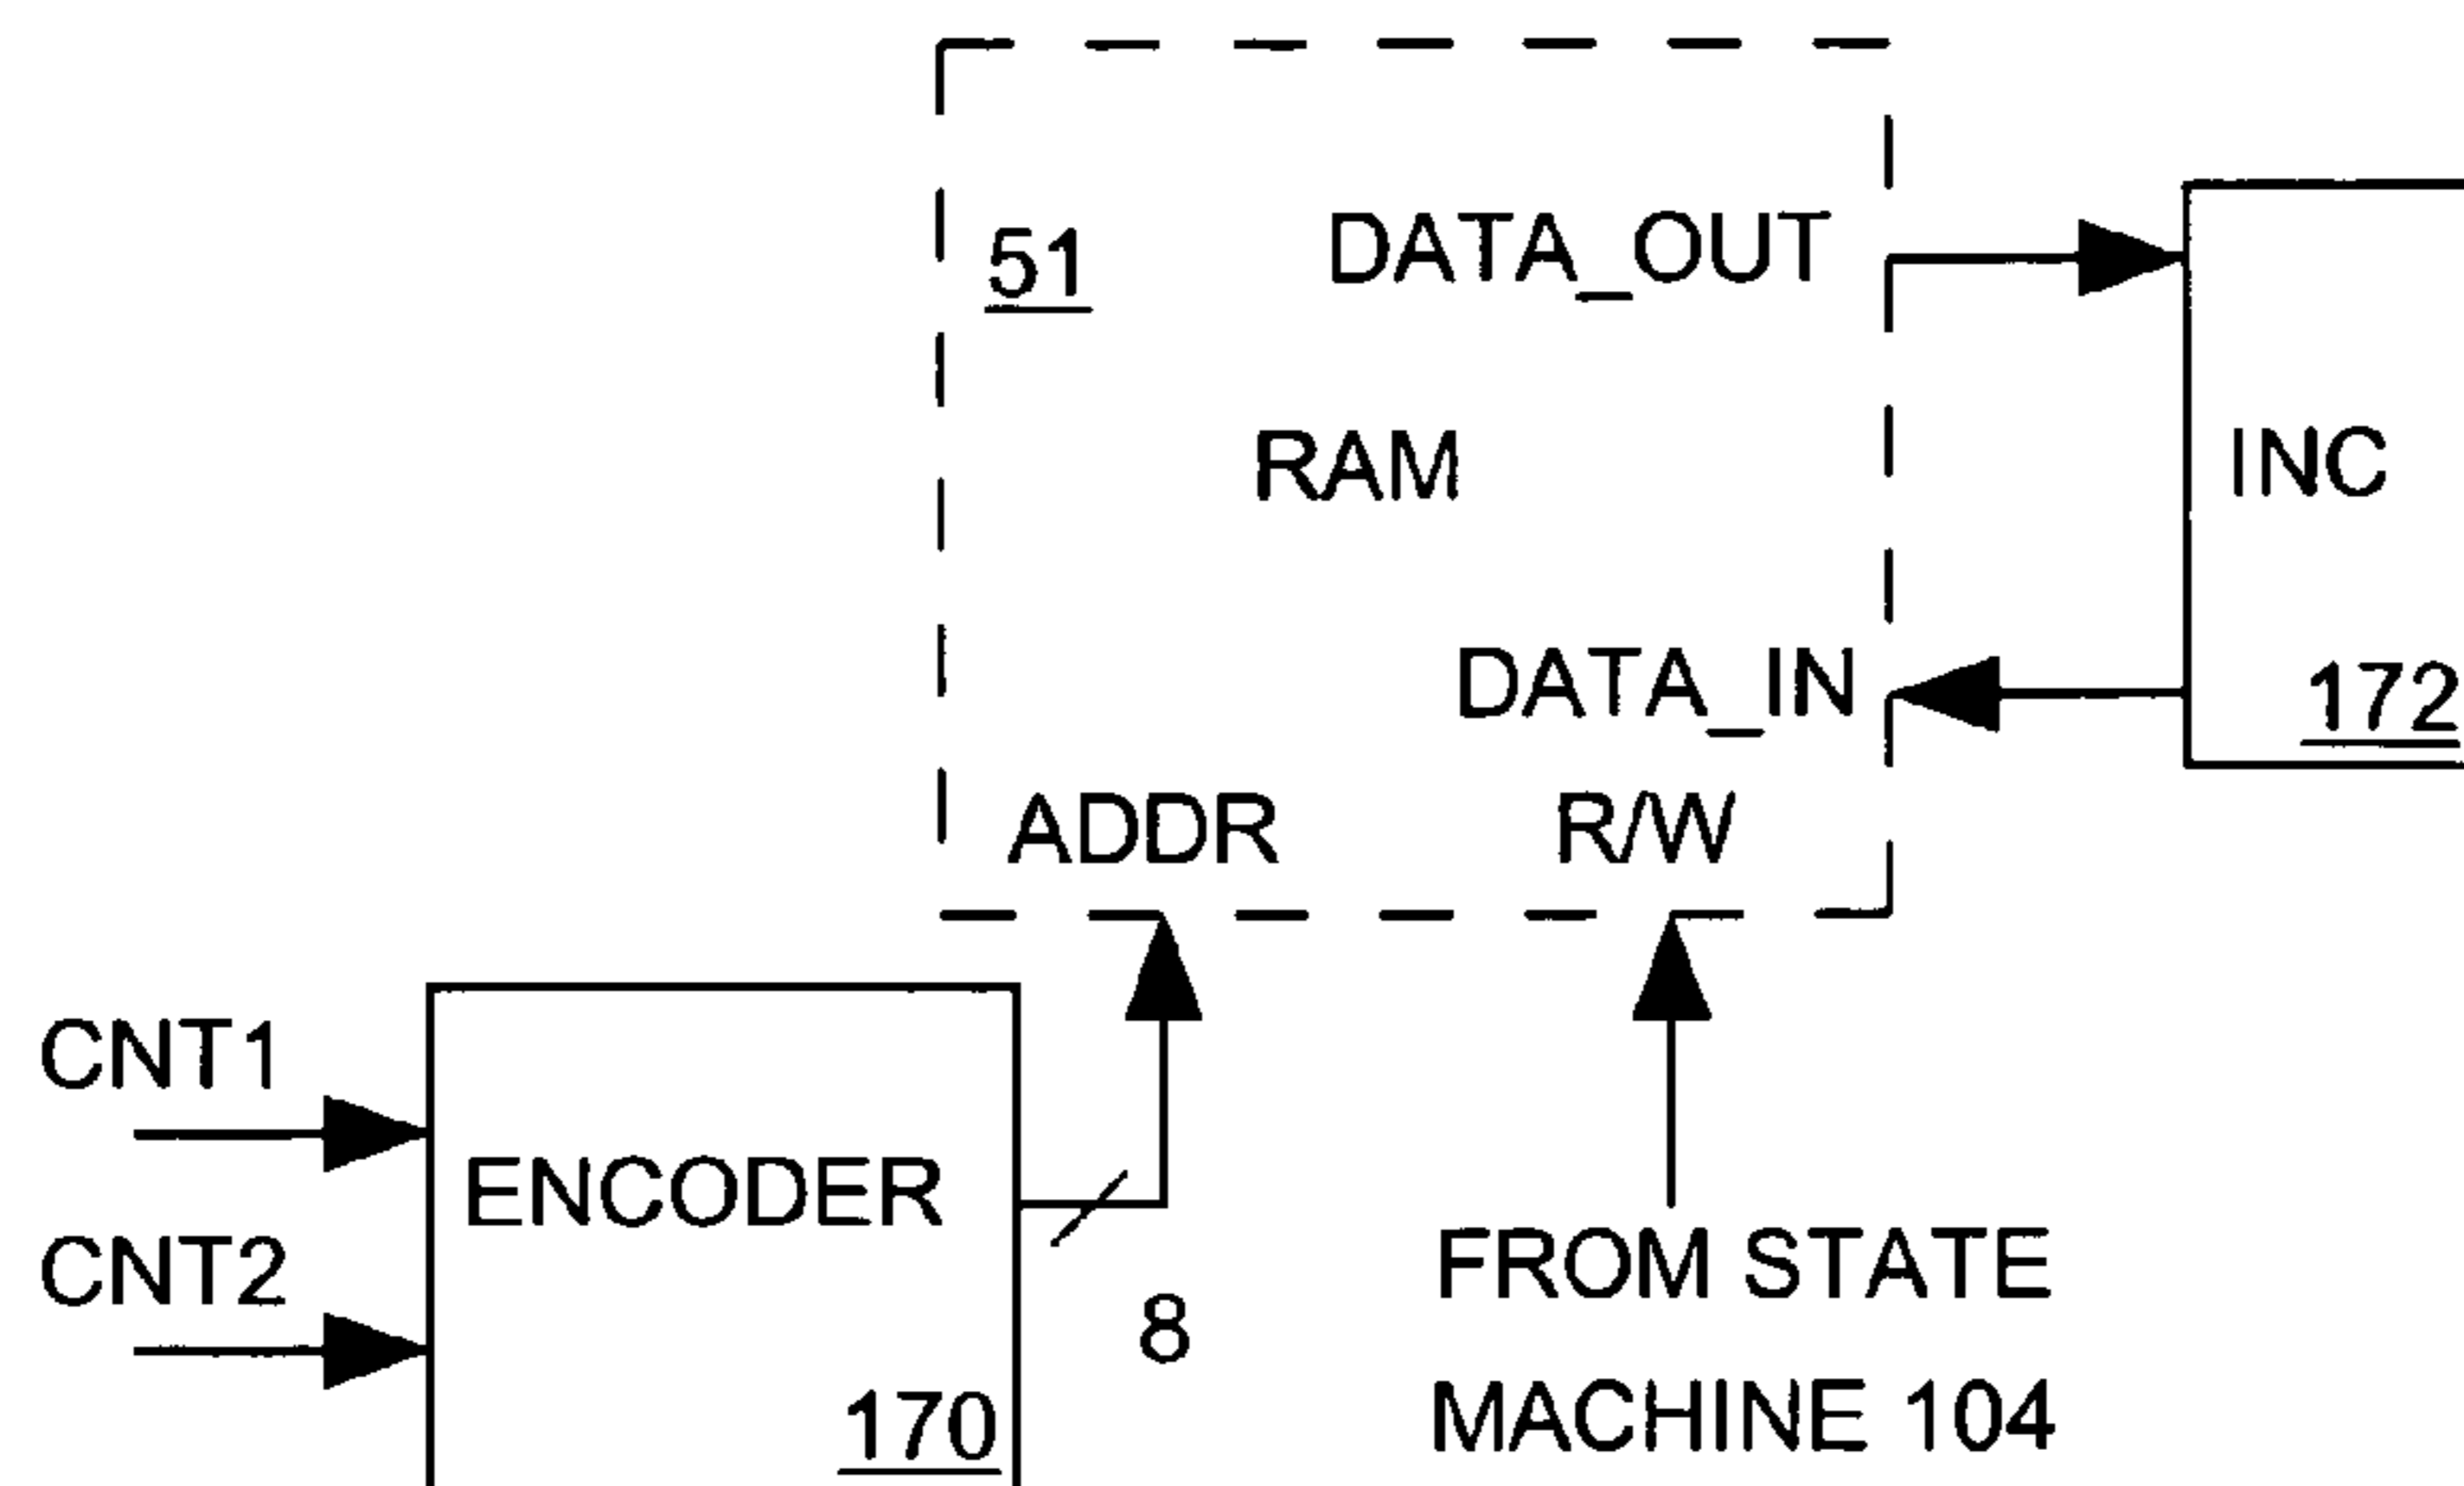 51
DATA_OUT
RAM
INC
DATA_IN
172
ADDR
R/W
CNT1
ENCODER
CNT2
8
170
FROM STATE
MACHINE 104